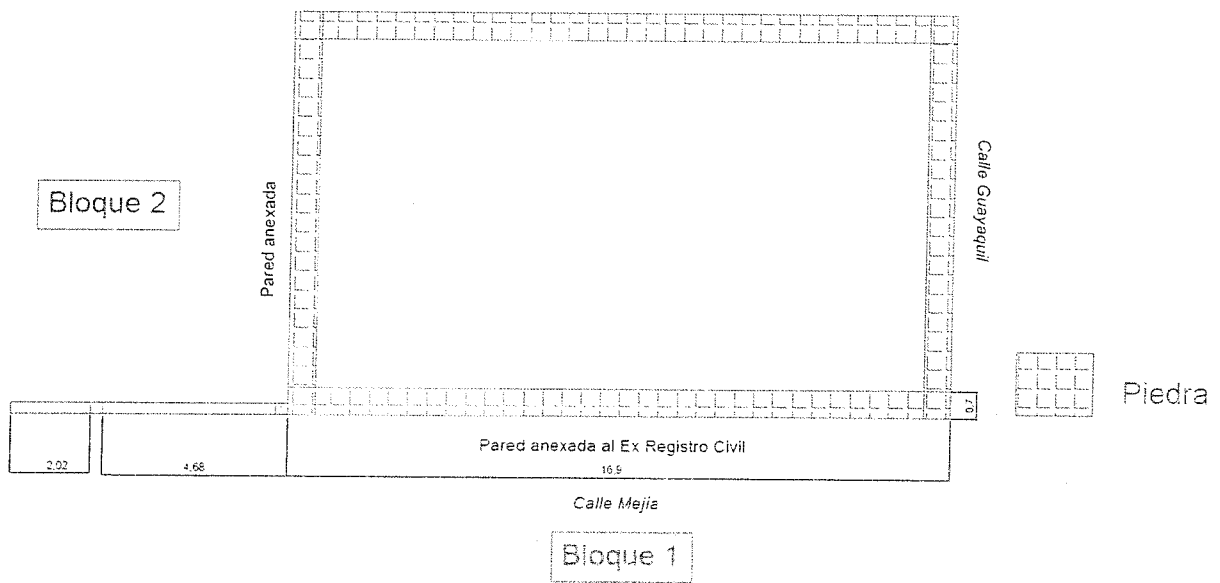 Bloque 2
Pared anexada
Calle Guayaquil
Piedra
0,7
Pared anexada al Ex Registro Civil
2,02
4,68
16,9
Calle Mejia
Bloque 1